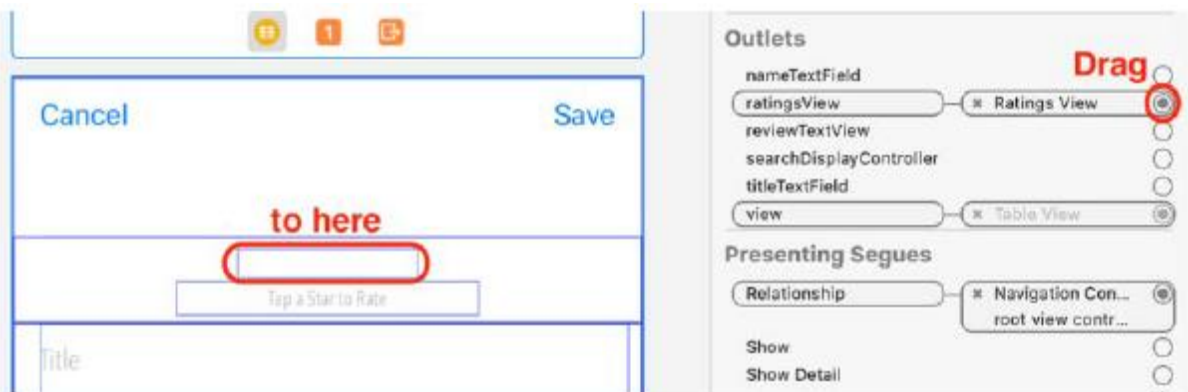 1
Cancel
Save
to here
Tap a Star to Rate
Title
Outlets
Drag
nameTextField
ratingsView
Ratings View
reviewTextView
searchDisplayController
titleTextField
view
Table View
Presenting Segues
Relationship
Navigation Con...
root view contr...
Show
Show Detail